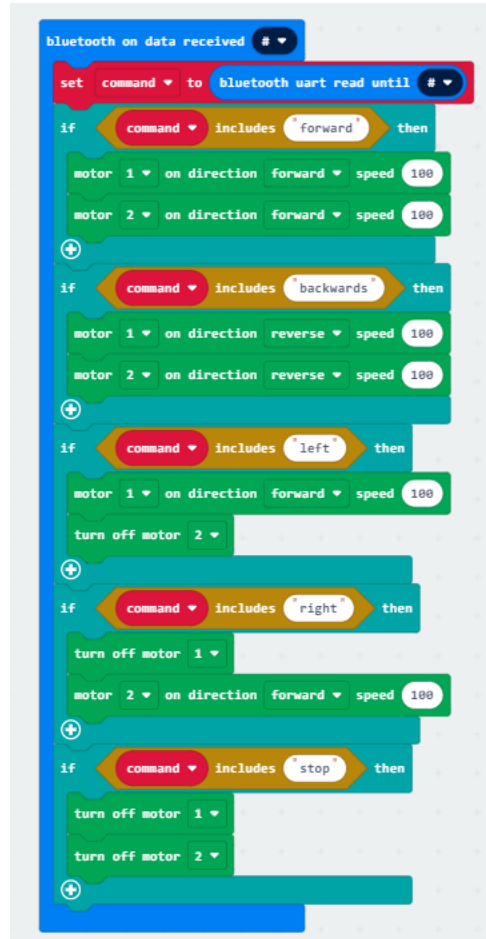 bluetooth on data received #
set command to bluetooth uart read until #
if command includes "forward" then
motor 1 on direction forward speed 100
motor 2 on direction forward speed 100
if command includes "backwards" then
motor 1 on direction reverse speed 100
motor 2 on direction reverse speed 100
if command includes "left" then
motor 1 on direction forward speed 100
turn off motor 2
if command includes "right" then
turn off motor 1
motor 2 on direction forward speed 100
if command includes "stop" then
turn off motor 1
turn off motor 2